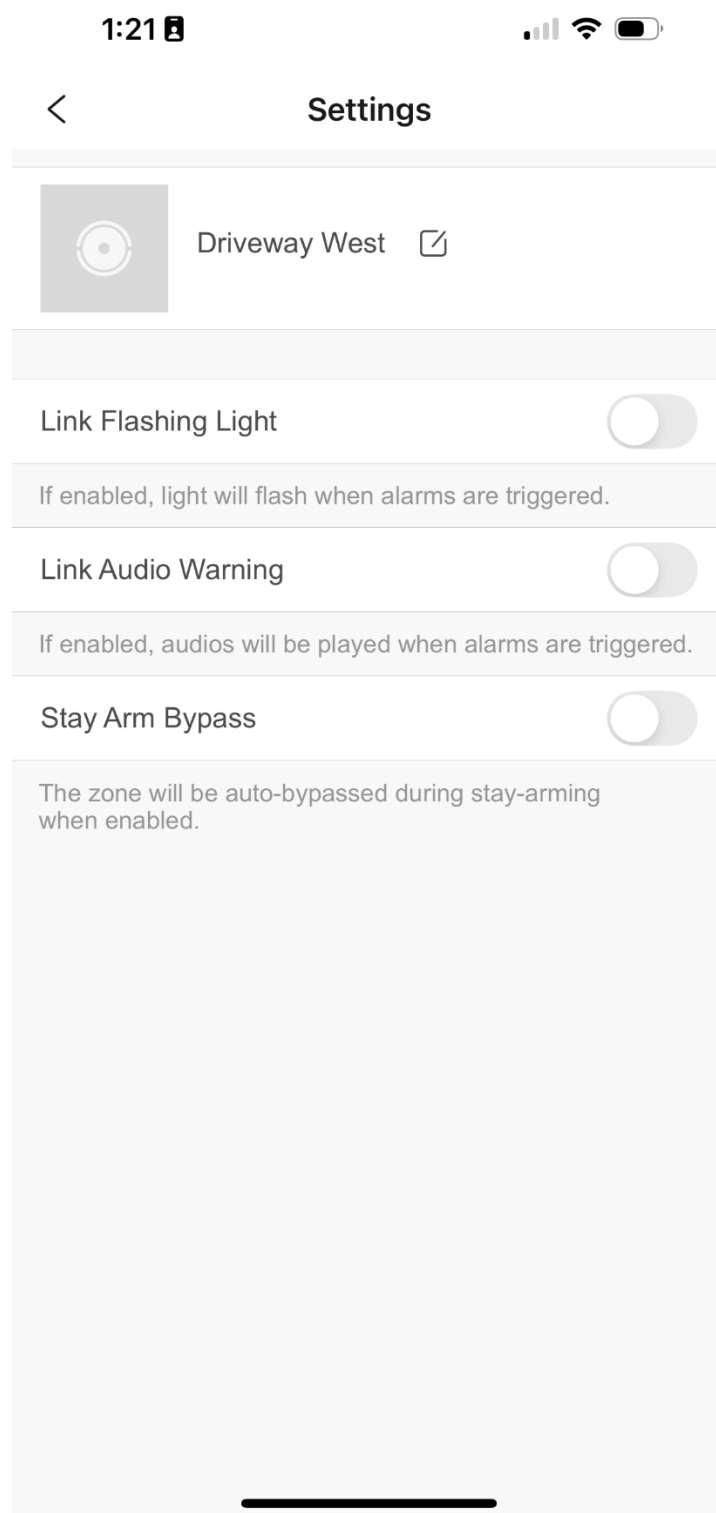 1:21
Settings
Driveway West
Link Flashing Light
If enabled, light will flash when alarms are triggered.
Link Audio Warning
If enabled, audios will be played when alarms are triggered.
Stay Arm Bypass
The zone will be auto-bypassed during stay-arming
when enabled.